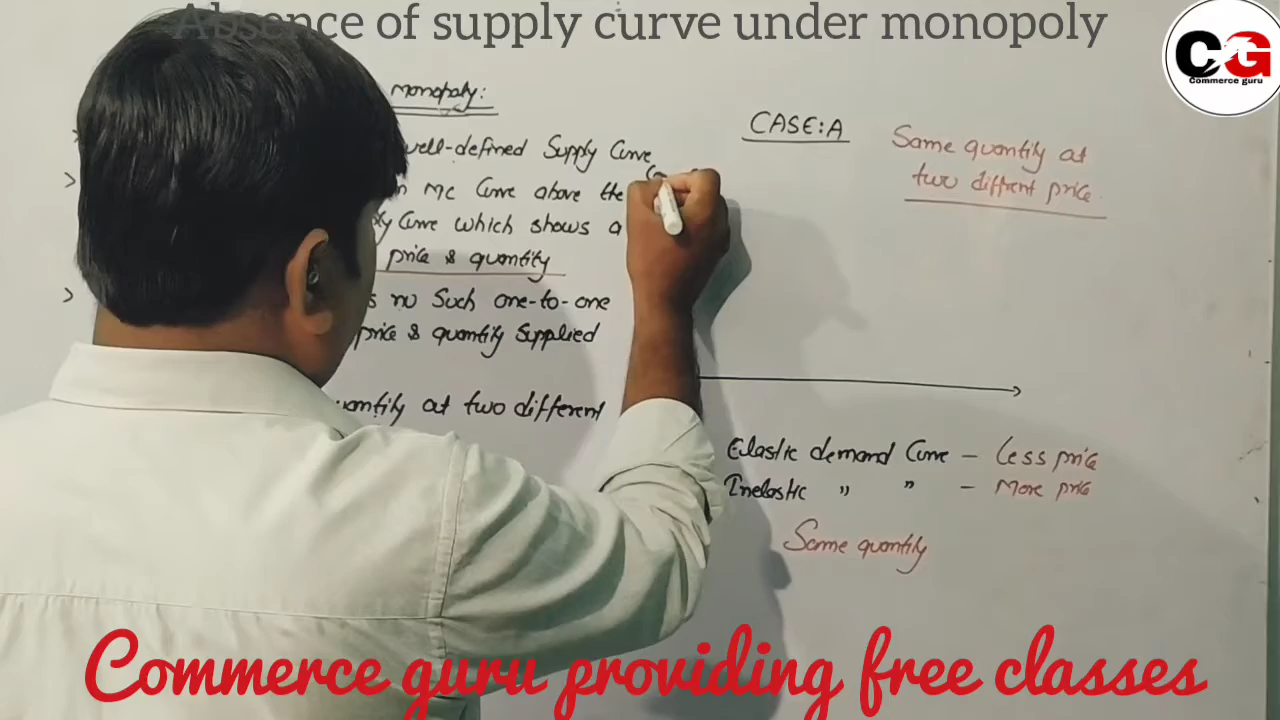 Absence of supply curve under monopoly
CG
Commerce guru
monopoly:
well-defined Supply Curve
MC Curve above the
Curve which shows a
price & quantity
no Such one-to-one
price & quantity Supplied
at two different
CASE:A
Same quantity at
two diffrent price.
Elastic demand Curve – Less price
Inelastic " " – More price
Same quantity
Commerce guru providing free classes